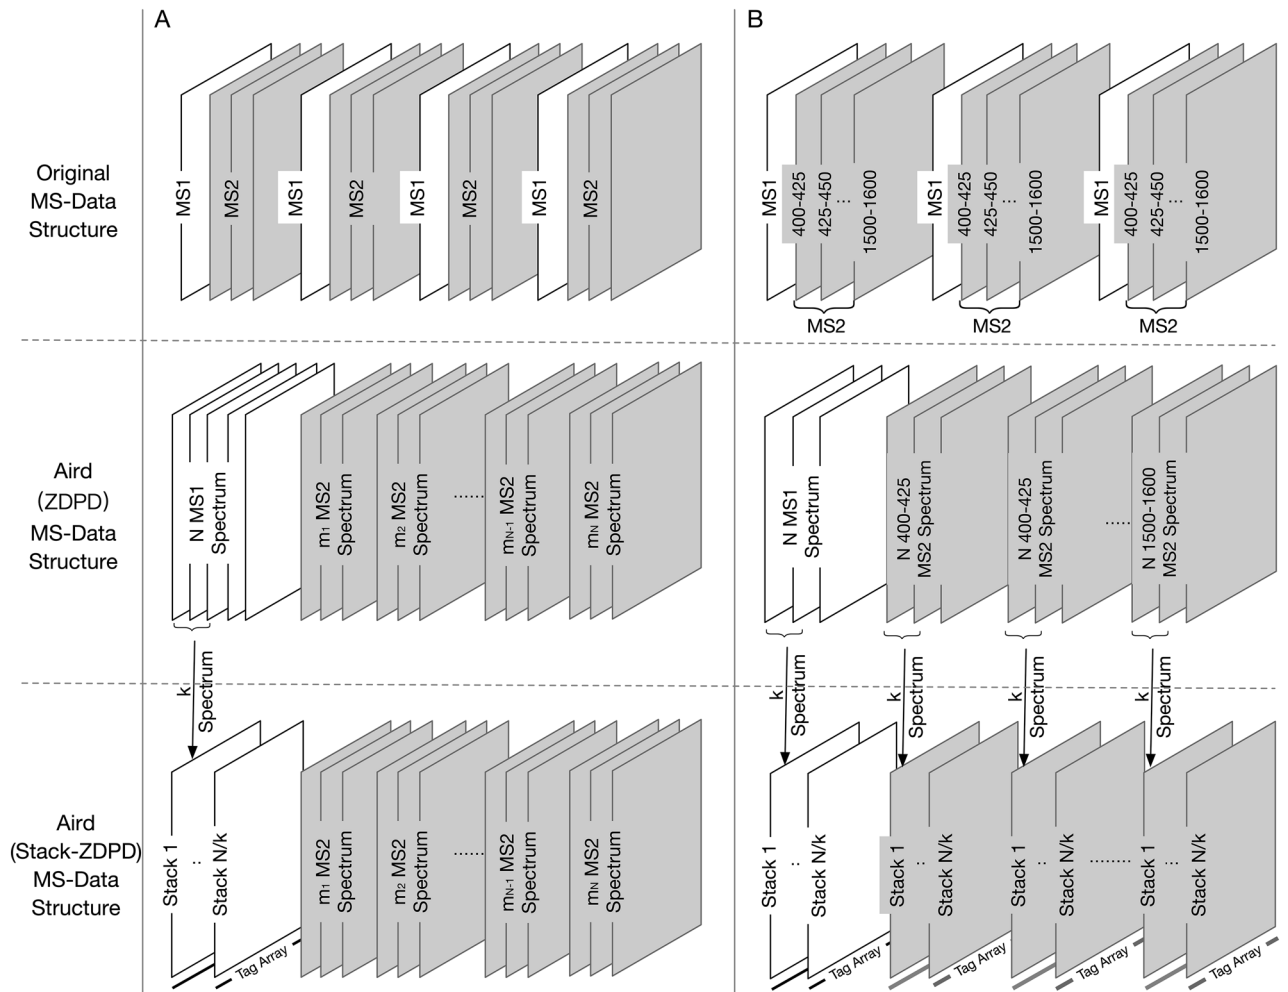 A
B
Original
MS-Data
Structure
MS1
MS2
MS1
MS2
MS1
MS2
MS1
MS2
MS1
400-425
425-450
...
1500-1600
MS2
MS1
400-425
425-450
...
1500-1600
MS2
MS1
400-425
425-450
...
1500-1600
MS2
Aird
(ZDPD)
MS-Data
Structure
N MS1
Spectrum
m₁ MS2
Spectrum
m₂ MS2
Spectrum
......
mN-1 MS2
Spectrum
mN MS2
Spectrum
N MS1
Spectrum
N 400-425
MS2 Spectrum
N 400-425
MS2 Spectrum
.....
N 1500-1600
MS2 Spectrum
k
Spectrum
k
Spectrum
k
Spectrum
k
Spectrum
k
Spectrum
Aird
(Stack-ZDPD)
MS-Data
Structure
Stack 1
..
Stack N/k
Tag Array
m₁ MS2
Spectrum
m₂ MS2
Spectrum
......
mN-1 MS2
Spectrum
mN MS2
Spectrum
Stack 1
..
Stack N/k
Tag Array
Stack 1
..
Stack N/k
Tag Array
Stack 1
..
Stack N/k
Tag Array
........
Stack 1
..
Stack N/k
Tag Array